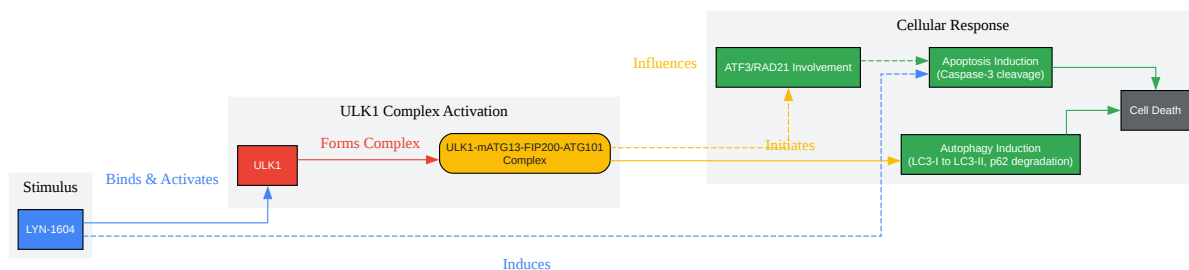 Stimulus
LYN-1604
Binds & Activates
Induces
ULK1 Complex Activation
ULK1
Forms Complex
ULK1-mATG13-FIP200-ATG101
Complex
Influences
Initiates
Cellular Response
ATF3/RAD21 Involvement
Apoptosis Induction
(Caspase-3 cleavage)
Autophagy Induction
(LC3-I to LC3-II, p62 degradation)
Cell Death